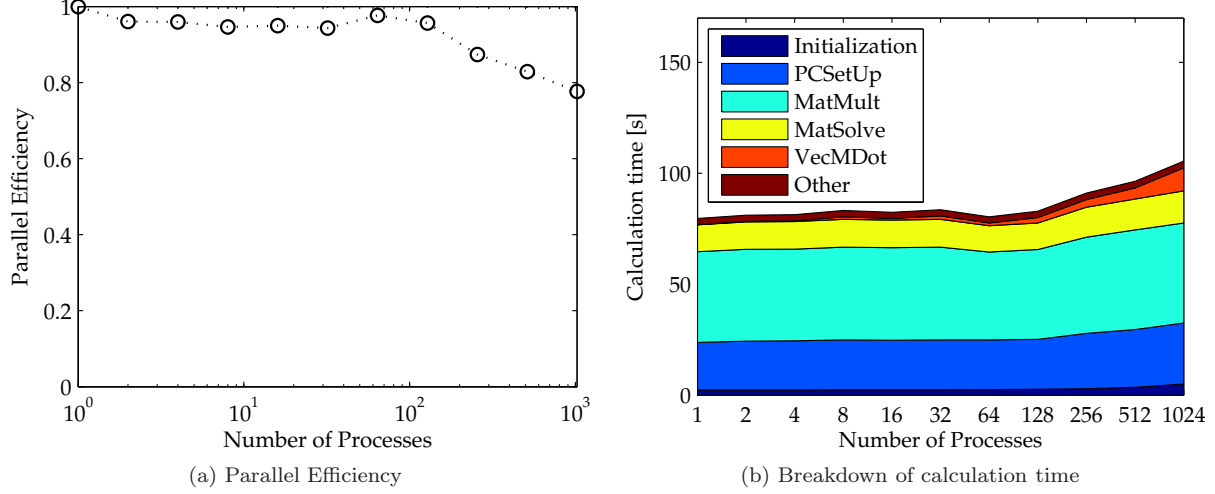 1
0.8
0.6
0.4
0.2
0
10^0
10^1
10^2
10^3
Parallel Efficiency
Number of Processes
(a) Parallel Efficiency
150
100
50
0
Calculation time [s]
Initialization
PCSetUp
MatMult
MatSolve
VecMDot
Other
1 2 4 8 16 32 64 128 256 512 1024
Number of Processes
(b) Breakdown of calculation time